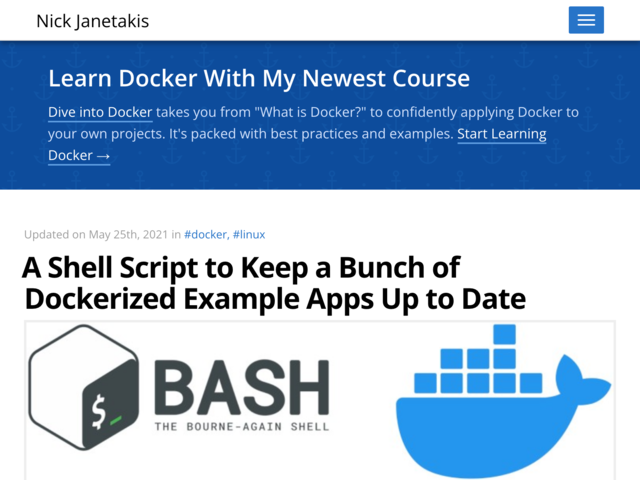 Nick Janetakis
Learn Docker With My Newest Course
Dive into Docker takes you from "What is Docker?" to confidently applying Docker to
your own projects. It's packed with best practices and examples. Start Learning
Docker →
Updated on May 25th, 2021 in #docker, #linux
A Shell Script to Keep a Bunch of
Dockerized Example Apps Up to Date
$_
BASH
THE BOURNE-AGAIN SHELL